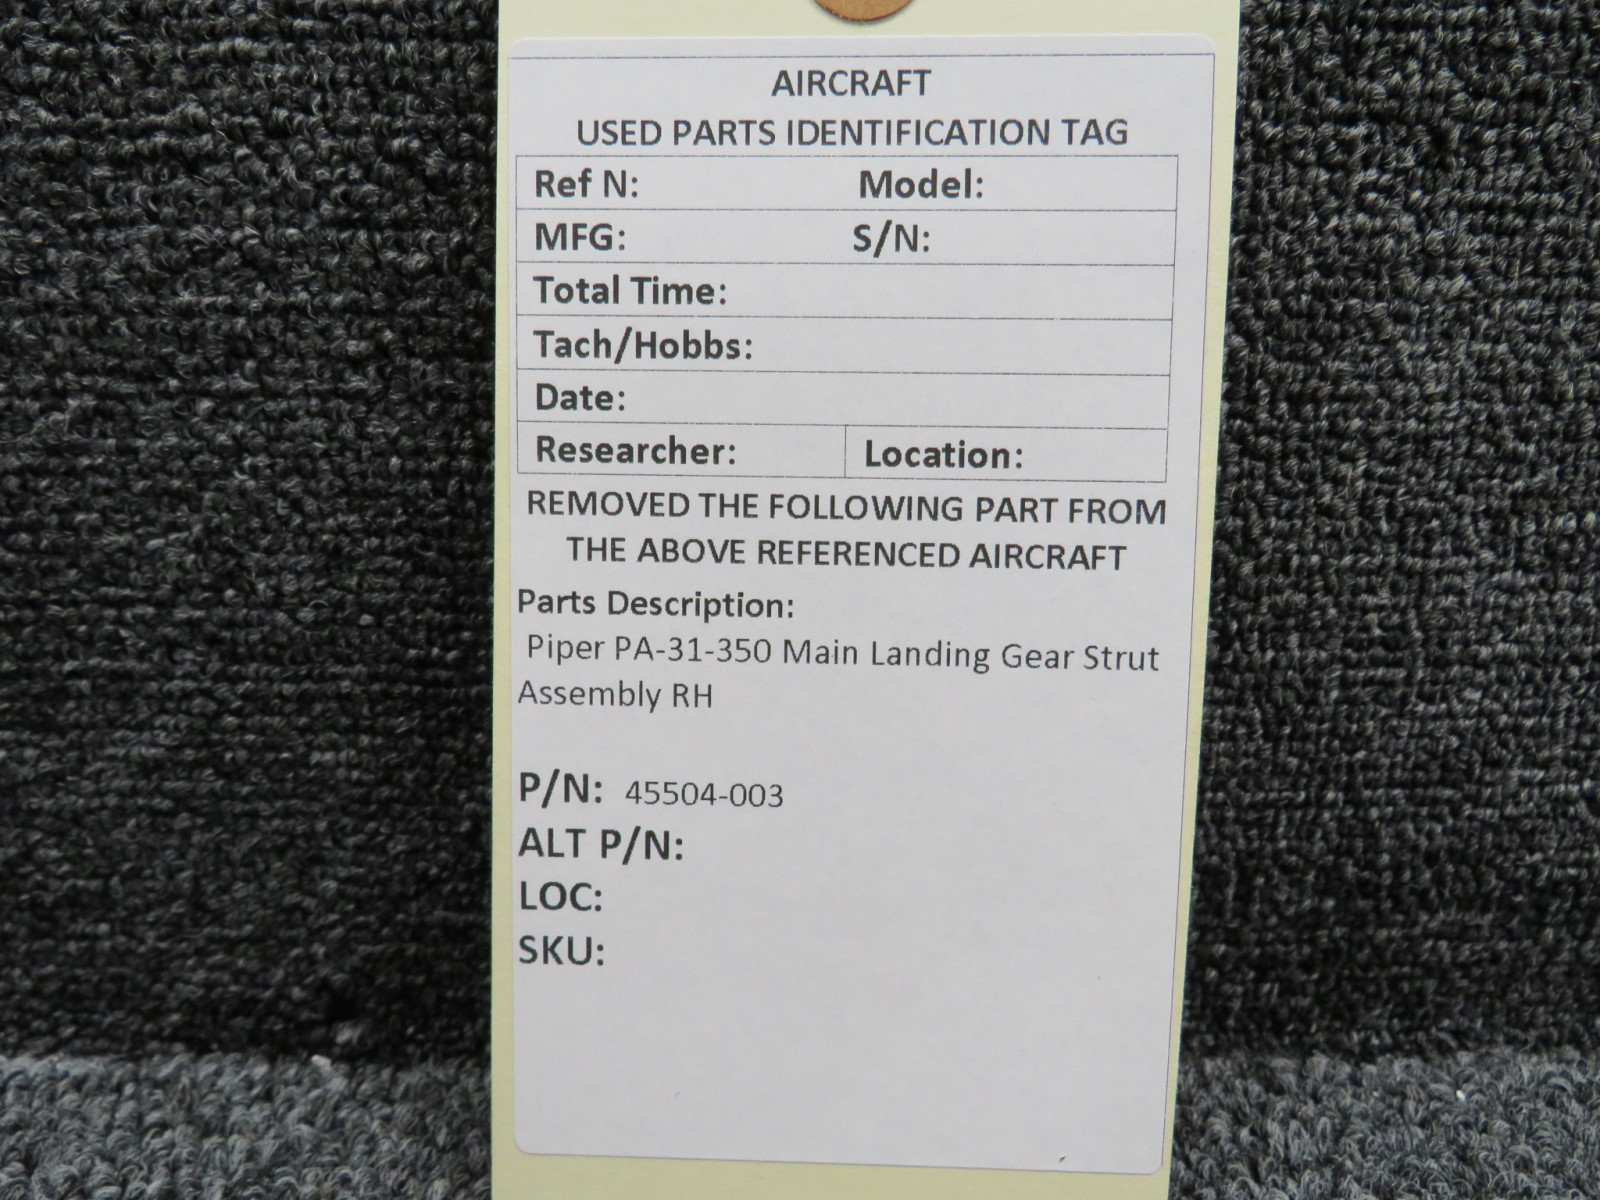 AIRCRAFT
USED PARTS IDENTIFICATION TAG
Ref N: Model:
MFG: S/N:
Total Time:
Tach/Hobbs:
Date:
Researcher: Location:
REMOVED THE FOLLOWING PART FROM
THE ABOVE REFERENCED AIRCRAFT
Parts Description:
Piper PA-31-350 Main Landing Gear Strut
Assembly RH
P/N: 45504-003
ALT P/N:
LOC:
SKU: